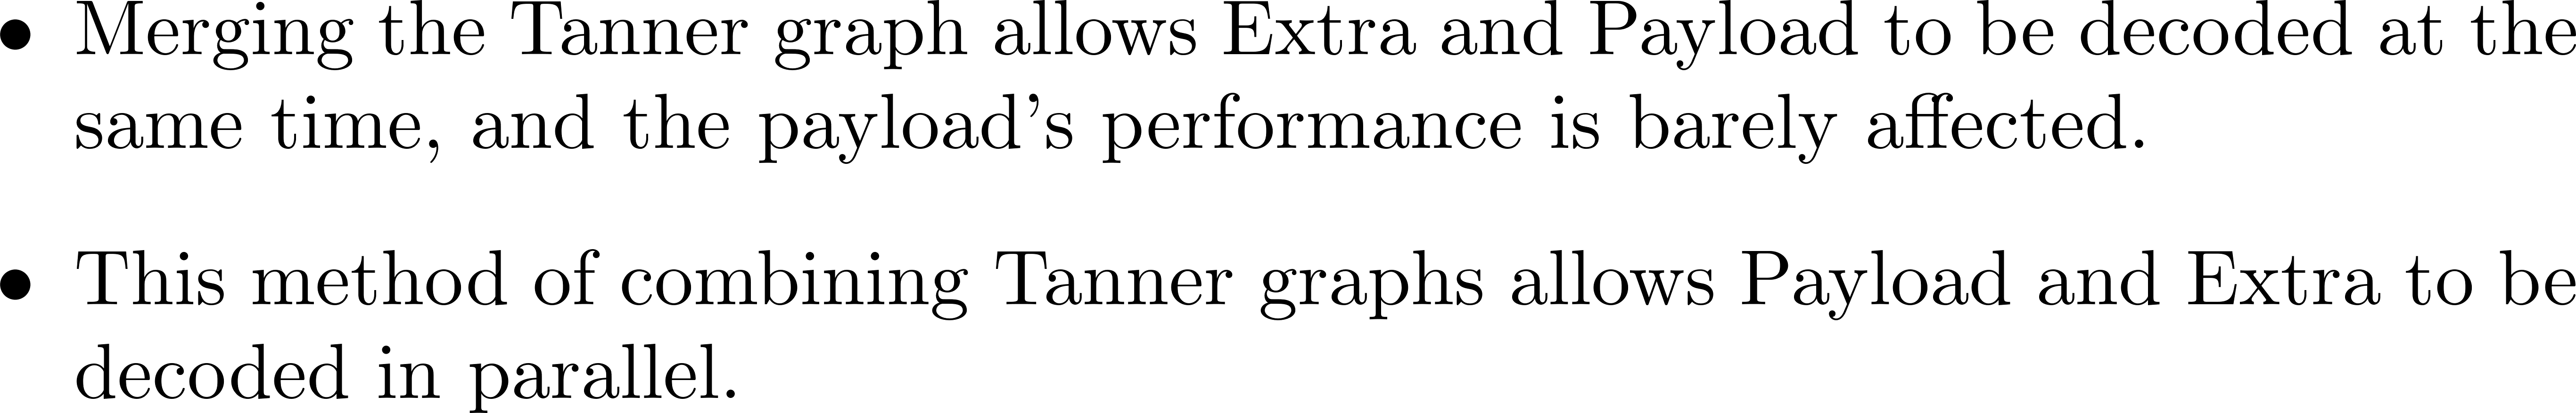 • Merging the Tanner graph allows Extra and Payload to be decoded at the
same time, and the payload’s performance is barely affected.
• This method of combining Tanner graphs allows Payload and Extra to be
decoded in parallel.